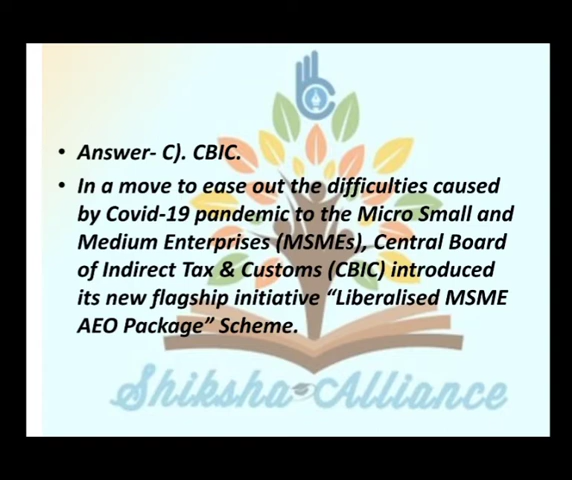 • Answer- C). CBIC.
• In a move to ease out the difficulties caused
by Covid-19 pandemic to the Micro Small and
Medium Enterprises (MSMEs), Central Board
of Indirect Tax & Customs (CBIC) introduced
its new flagship initiative “Liberalised MSME
AEO Package” Scheme.
Shiksha Alliance